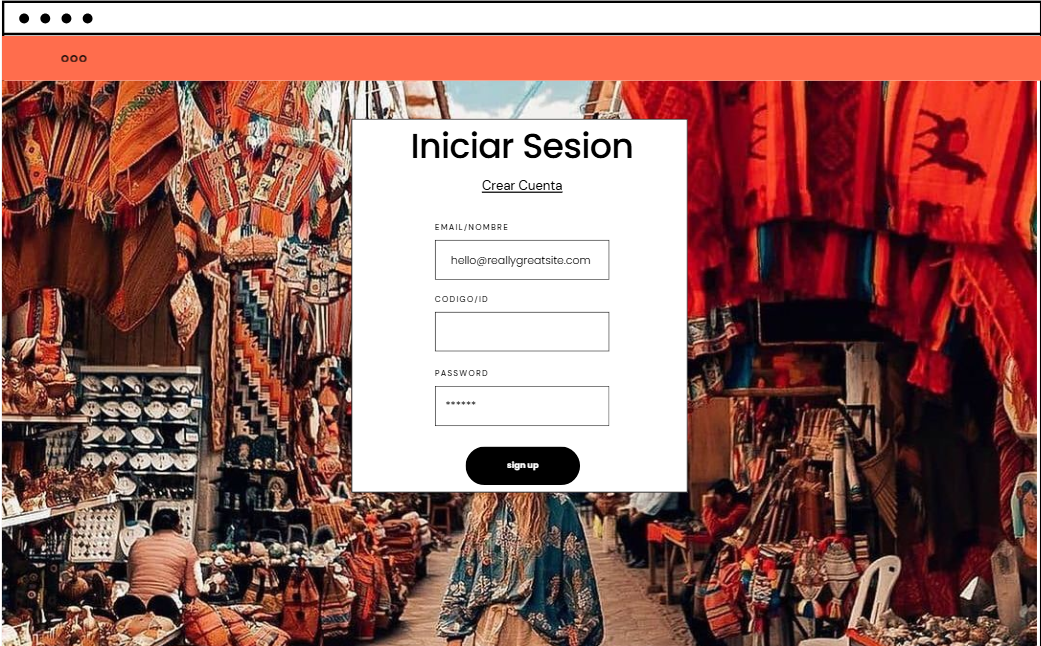 Iniciar Sesion
Crear Cuenta
EMAIL/NOMBRE
hello@reallygreatsite.com
CODIGO/ID
PASSWORD
******
sign up